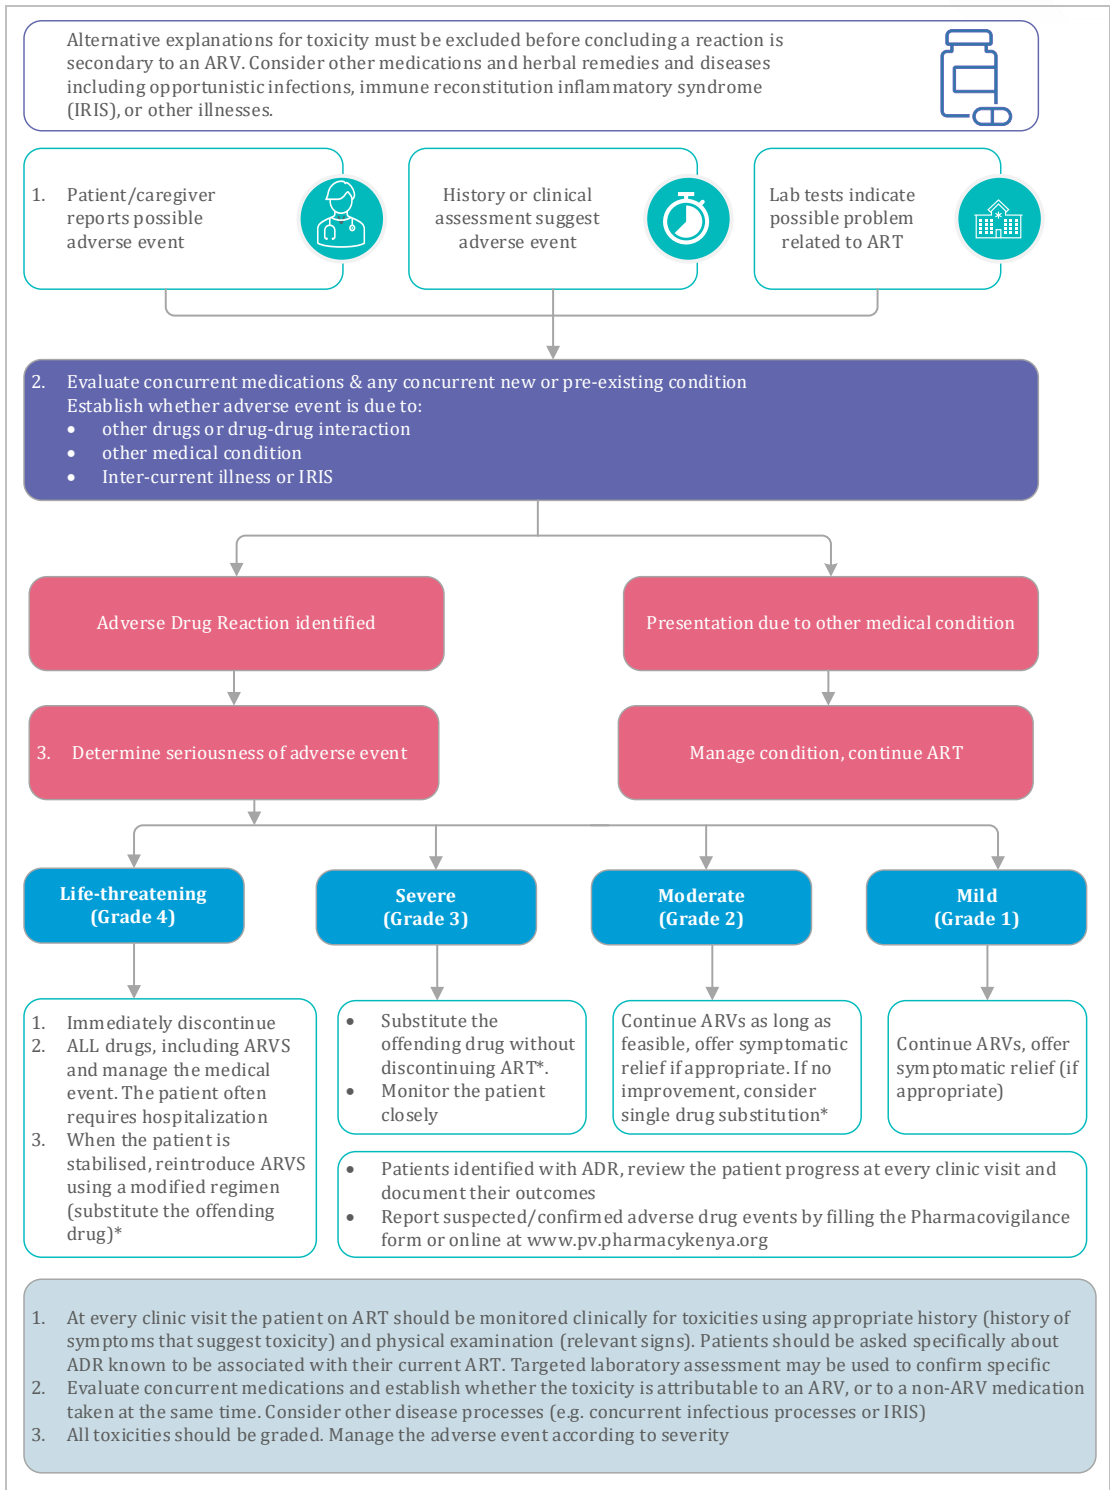 Alternative explanations for toxicity must be excluded before concluding a reaction is
secondary to an ARV. Consider other medications and herbal remedies and diseases
including opportunistic infections, immune reconstitution inflammatory syndrome
(IRIS), or other illnesses.
1. Patient/caregiver
reports possible
adverse event
History or clinical
assessment suggest
adverse event
Lab tests indicate
possible problem
related to ART
2. Evaluate concurrent medications & any concurrent new or pre-existing condition
Establish whether adverse event is due to:
• other drugs or drug-drug interaction
• other medical condition
• Inter-current illness or IRIS
Adverse Drug Reaction identified
Presentation due to other medical condition
3. Determine seriousness of adverse event
Manage condition, continue ART
Life-threatening
(Grade 4)
Severe
(Grade 3)
Moderate
(Grade 2)
Mild
(Grade 1)
1. Immediately discontinue
2. ALL drugs, including ARVS
and manage the medical
event. The patient often
requires hospitalization
3. When the patient is
stabilised, reintroduce ARVS
using a modified regimen
(substitute the offending
drug)*
• Substitute the
offending drug without
discontinuing ART*.
• Monitor the patient
closely
Continue ARVs as long as
feasible, offer symptomatic
relief if appropriate. If no
improvement, consider
single drug substitution*
Continue ARVs, offer
symptomatic relief (if
appropriate)
• Patients identified with ADR, review the patient progress at every clinic visit and
document their outcomes
• Report suspected/confirmed adverse drug events by filling the Pharmacovigilance
form or online at www.pv.pharmacykenya.org
1. At every clinic visit the patient on ART should be monitored clinically for toxicities using appropriate history (history of
symptoms that suggest toxicity) and physical examination (relevant signs). Patients should be asked specifically about
ADR known to be associated with their current ART. Targeted laboratory assessment may be used to confirm specific
2. Evaluate concurrent medications and establish whether the toxicity is attributable to an ARV, or to a non-ARV medication
taken at the same time. Consider other disease processes (e.g. concurrent infectious processes or IRIS)
3. All toxicities should be graded. Manage the adverse event according to severity